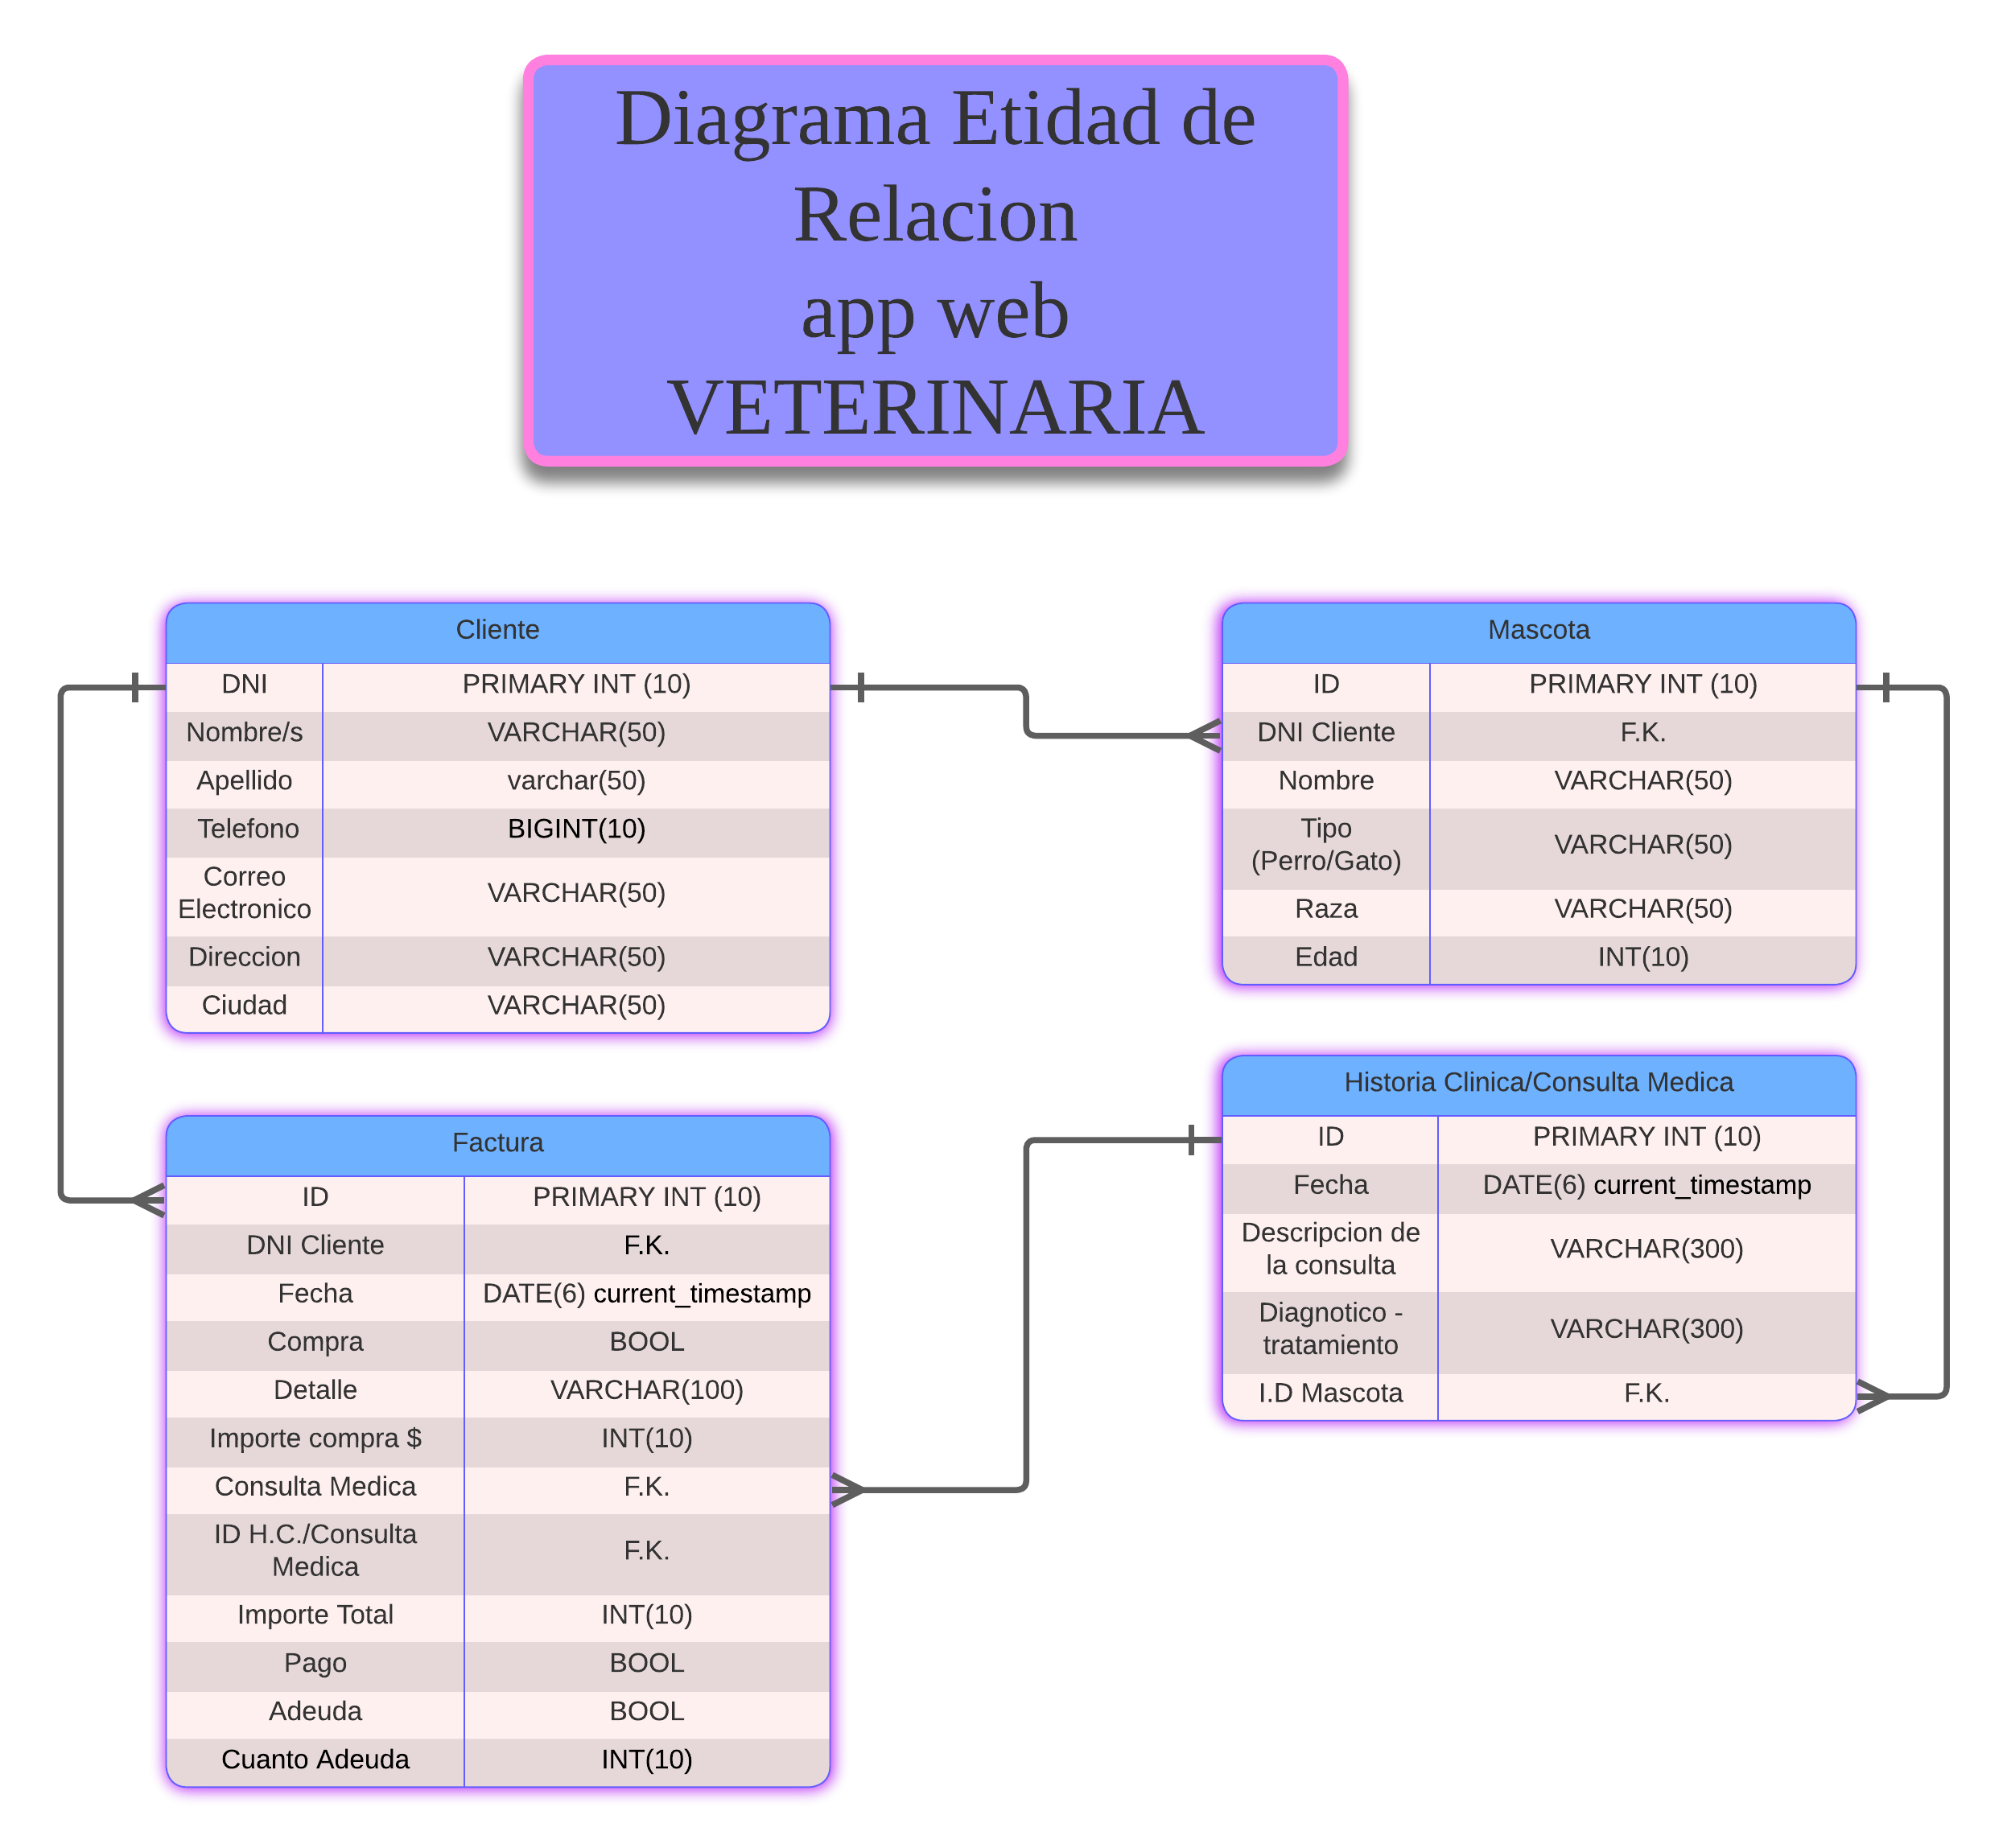 Diagrama Etidad de
Relacion
app web
VETERINARIA
Cliente
DNI PRIMARY INT (10)
Nombre/s VARCHAR(50)
Apellido varchar(50)
Telefono BIGINT(10)
Correo
Electronico VARCHAR(50)
Direccion VARCHAR(50)
Ciudad VARCHAR(50)
Mascota
ID PRIMARY INT (10)
DNI Cliente F.K.
Nombre VARCHAR(50)
Tipo
(Perro/Gato) VARCHAR(50)
Raza VARCHAR(50)
Edad INT(10)
Factura
ID PRIMARY INT (10)
DNI Cliente F.K.
Fecha DATE(6) current_timestamp
Compra BOOL
Detalle VARCHAR(100)
Importe compra $ INT(10)
Consulta Medica F.K.
ID H.C./Consulta
Medica F.K.
Importe Total INT(10)
Pago BOOL
Adeuda BOOL
Cuanto Adeuda INT(10)
Historia Clinica/Consulta Medica
ID PRIMARY INT (10)
Fecha DATE(6) current_timestamp
Descripcion de
la consulta VARCHAR(300)
Diagnotico -
tratamiento VARCHAR(300)
I.D Mascota F.K.